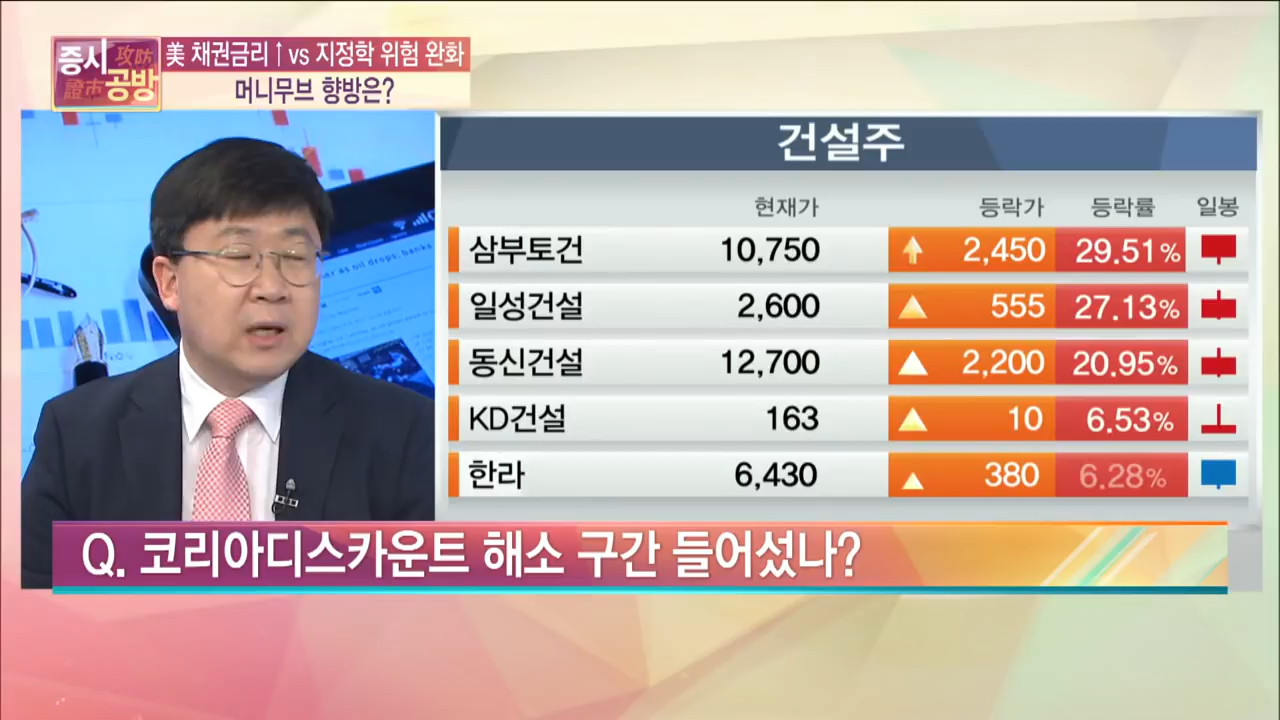 증시 攻防
證市 공방
美 채권금리↑vs 지정학 위험 완화
머니무브 향방은?
건설주
현재가 등락가 등락률 일봉
삼부토건 10,750 2,450 29.51%
일성건설 2,600 555 27.13%
동신건설 12,700 2,200 20.95%
KD건설 163 10 6.53%
한라 6,430 380 6.28%
Q. 코리아디스카운트 해소 구간 들어섰나?